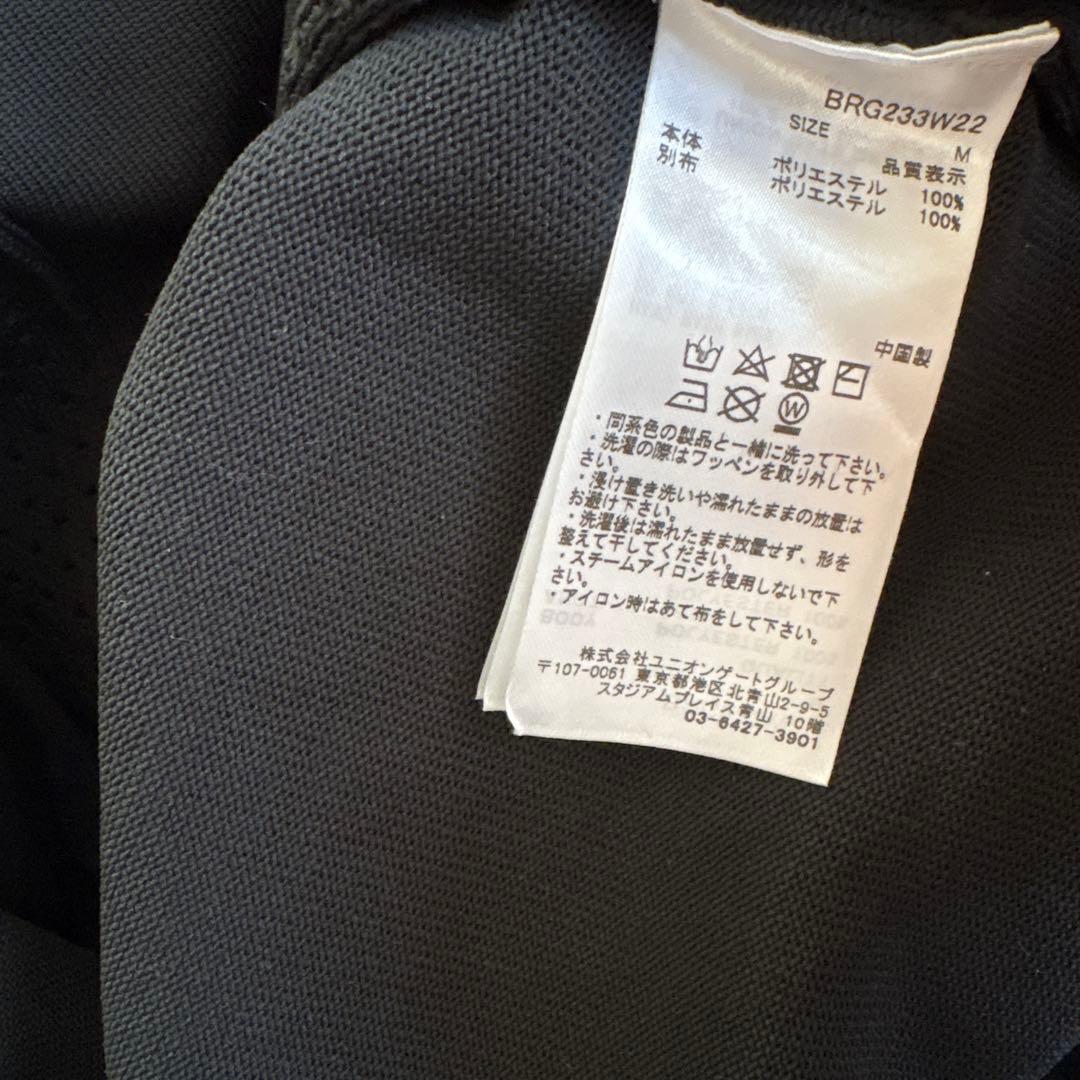 BRG233W22
SIZE M
品質表示
本体 ポリエステル 100%
別布 ポリエステル 100%
中国製
W
・同系色の製品と一緒に洗って下さい。
・洗濯の際はワッペンを取り外して下
さい。
・浸け置き洗いや濡れたままの放置は
お避け下さい。
・洗濯後は濡れたまま放置せず、形を
整えて干してください。
・スチームアイロンを使用しないで下
さい。
・アイロン時はあて布をして下さい。
株式会社ユニオンゲートグループ
〒107-0061 東京都港区北青山2-9-5
スタジアムプレイス青山 10階
03-6427-3901